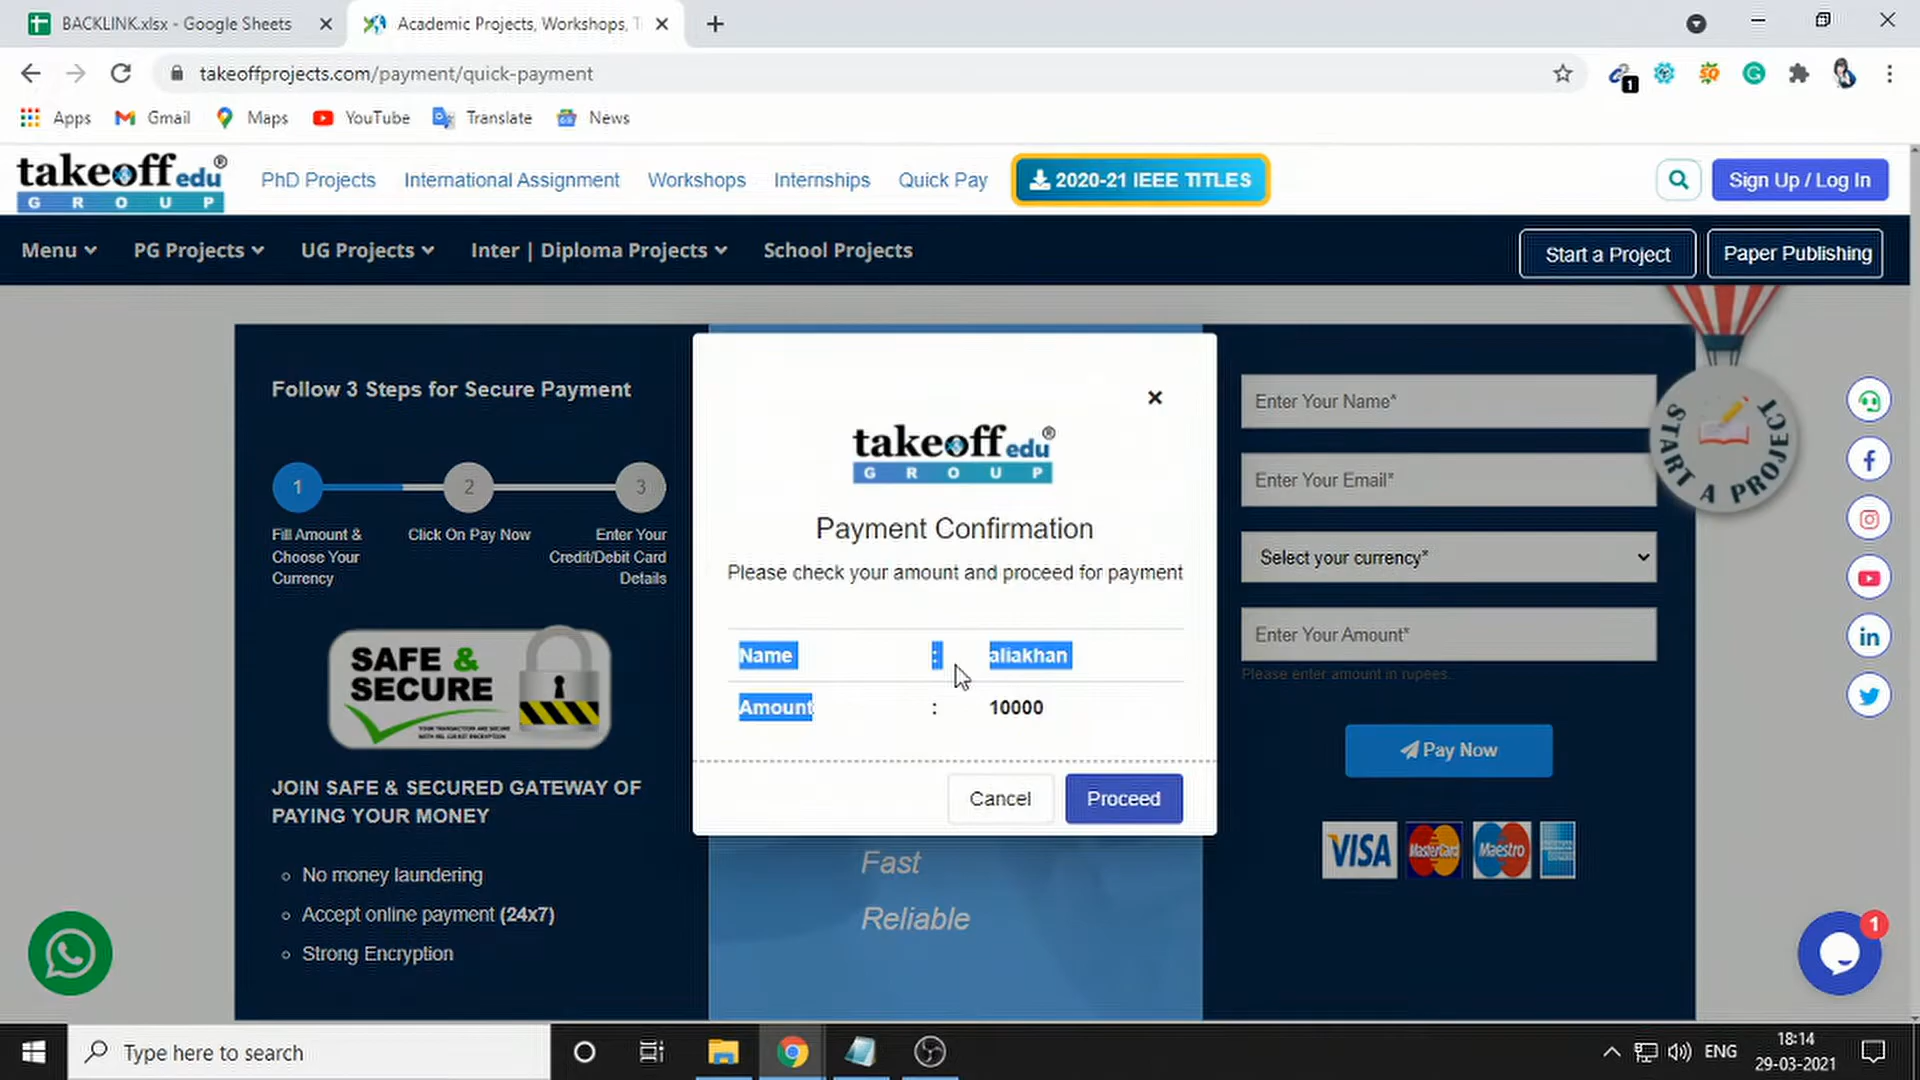 BACKLINK.xlsx - Google Sheets
Academic Projects, Workshops, T
takeoffprojects.com/payment/quick-payment
1
Apps
Gmail
Maps
YouTube
Translate
News
takeoff edu®
GROUP
PhD Projects
International Assignment
Workshops
Internships
Quick Pay
2020-21 IEEE TITLES
Sign Up / Log In
Menu
PG Projects
UG Projects
Inter | Diploma Projects
School Projects
Start a Project
Paper Publishing
Follow 3 Steps for Secure Payment
1
2
3
Fill Amount &
Choose Your
Currency
Click On Pay Now
Enter Your
Credit/Debit Card
Details
SAFE &
SECURE
JOIN SAFE & SECURED GATEWAY OF
PAYING YOUR MONEY
No money laundering
Accept online payment (24x7)
Strong Encryption
takeoff edu®
GROUP
Payment Confirmation
Please check your amount and proceed for payment
Name : aliakhan
Amount : 10000
Cancel
Proceed
Fast
Reliable
Enter Your Name*
Enter Your Email*
Select your currency*
Enter Your Amount*
Please enter amount in rupees.
Pay Now
VISA
MasterCard
Maestro
START A PROJECT
1
Type here to search
ENG
18:14
29-03-2021